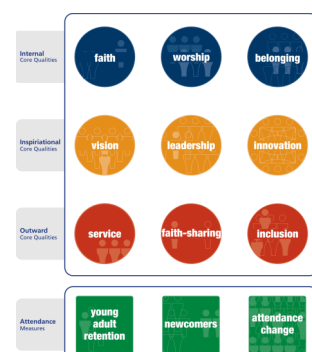 Internal
Core Qualities
faith
worship
belonging
Inspiriational
Core Qualities
vision
leadership
innovation
Outward
Core Qualities
service
faith-sharing
inclusion
Attendance
Measures
young
adult
retention
newcomers
attendance
change